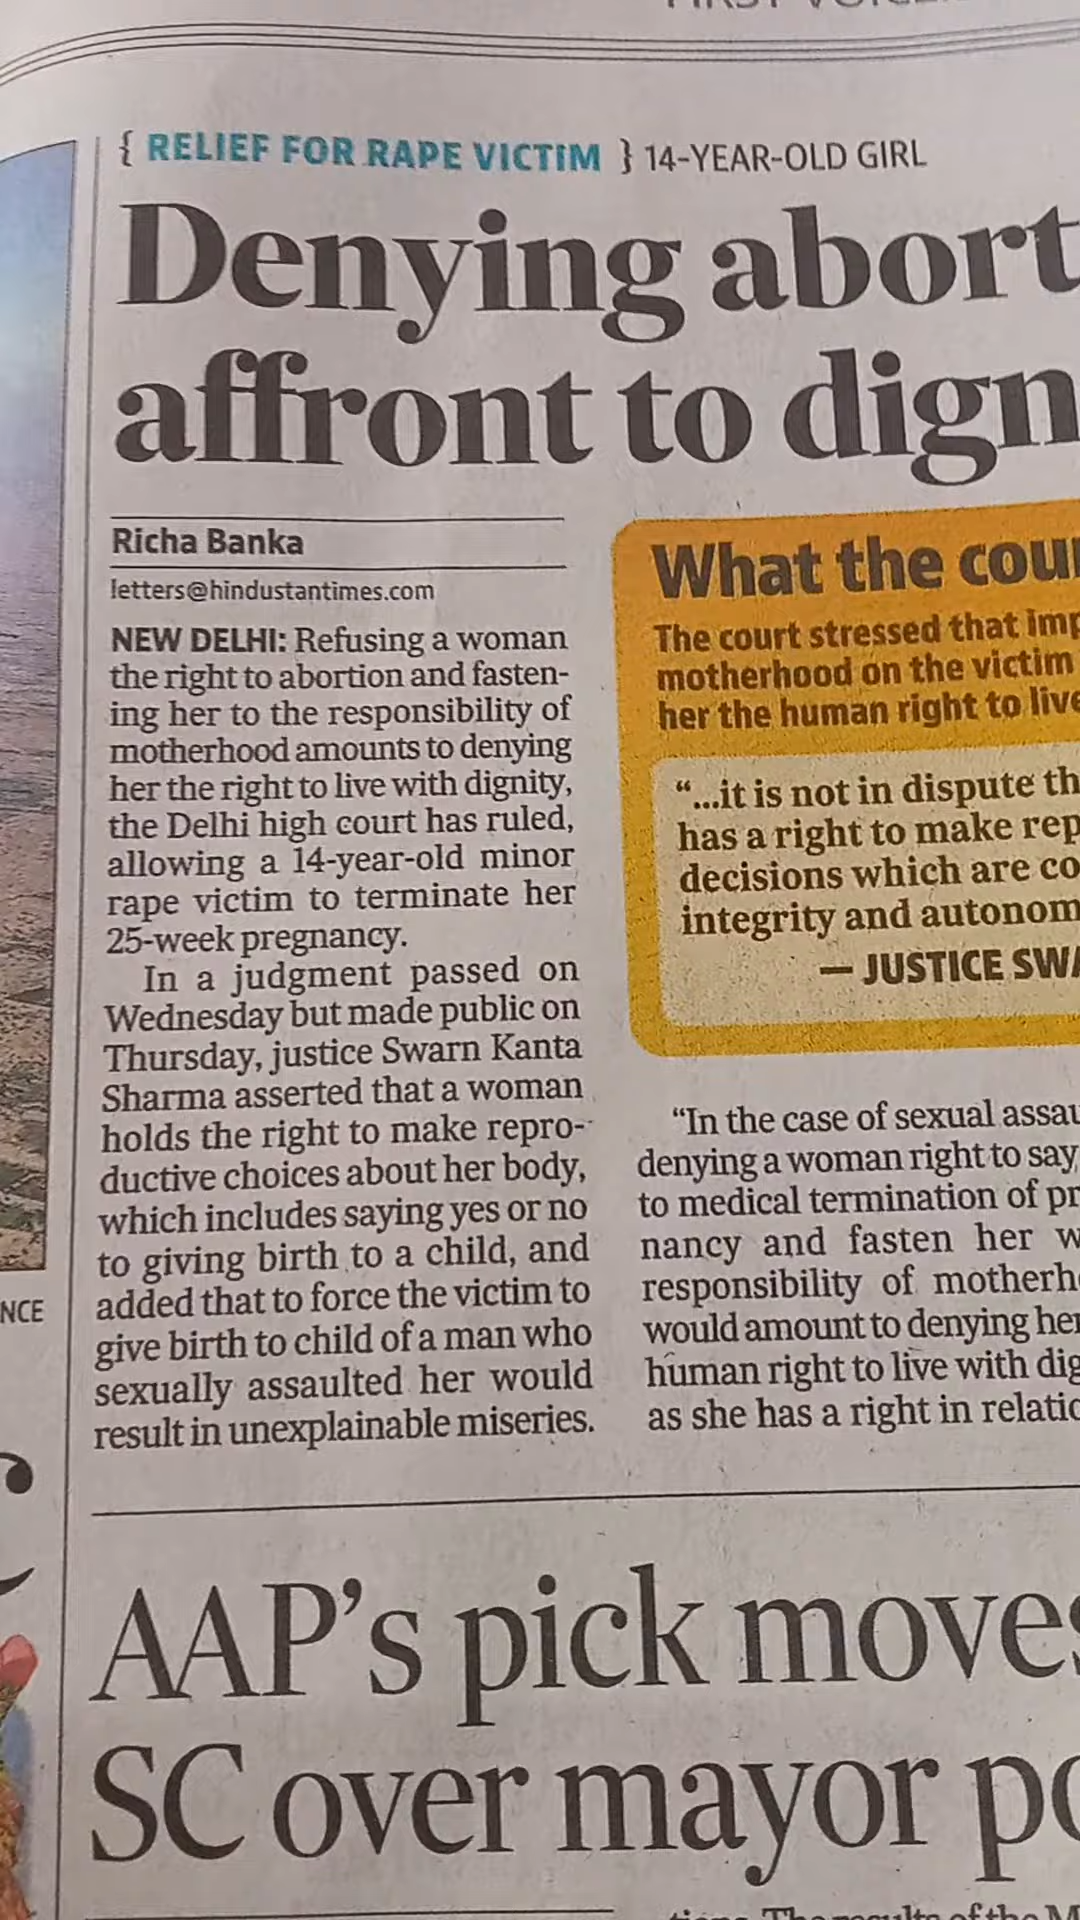 { RELIEF FOR RAPE VICTIM } 14-YEAR-OLD GIRL
Denying abort
affront to dign
Richa Banka
letters@hindustantimes.com
NEW DELHI: Refusing a woman
the right to abortion and fasten-
ing her to the responsibility of
motherhood amounts to denying
her the right to live with dignity,
the Delhi high court has ruled,
allowing a 14-year-old minor
rape victim to terminate her
25-week pregnancy.
In a judgment passed on
Wednesday but made public on
Thursday, justice Swarn Kanta
Sharma asserted that a woman
holds the right to make repro-
ductive choices about her body,
which includes saying yes or no
to giving birth to a child, and
added that to force the victim to
give birth to child of a man who
sexually assaulted her would
result in unexplainable miseries.
What the cour
The court stressed that imp
motherhood on the victim
her the human right to live
“...it is not in dispute th
has a right to make rep
decisions which are co
integrity and autonom
— JUSTICE SWA
“In the case of sexual assau
denying a woman right to say
to medical termination of pr
nancy and fasten her w
responsibility of motherho
would amount to denying her
human right to live with dig
as she has a right in relatio
NCE
AAP’s pick moves
SC over mayor po